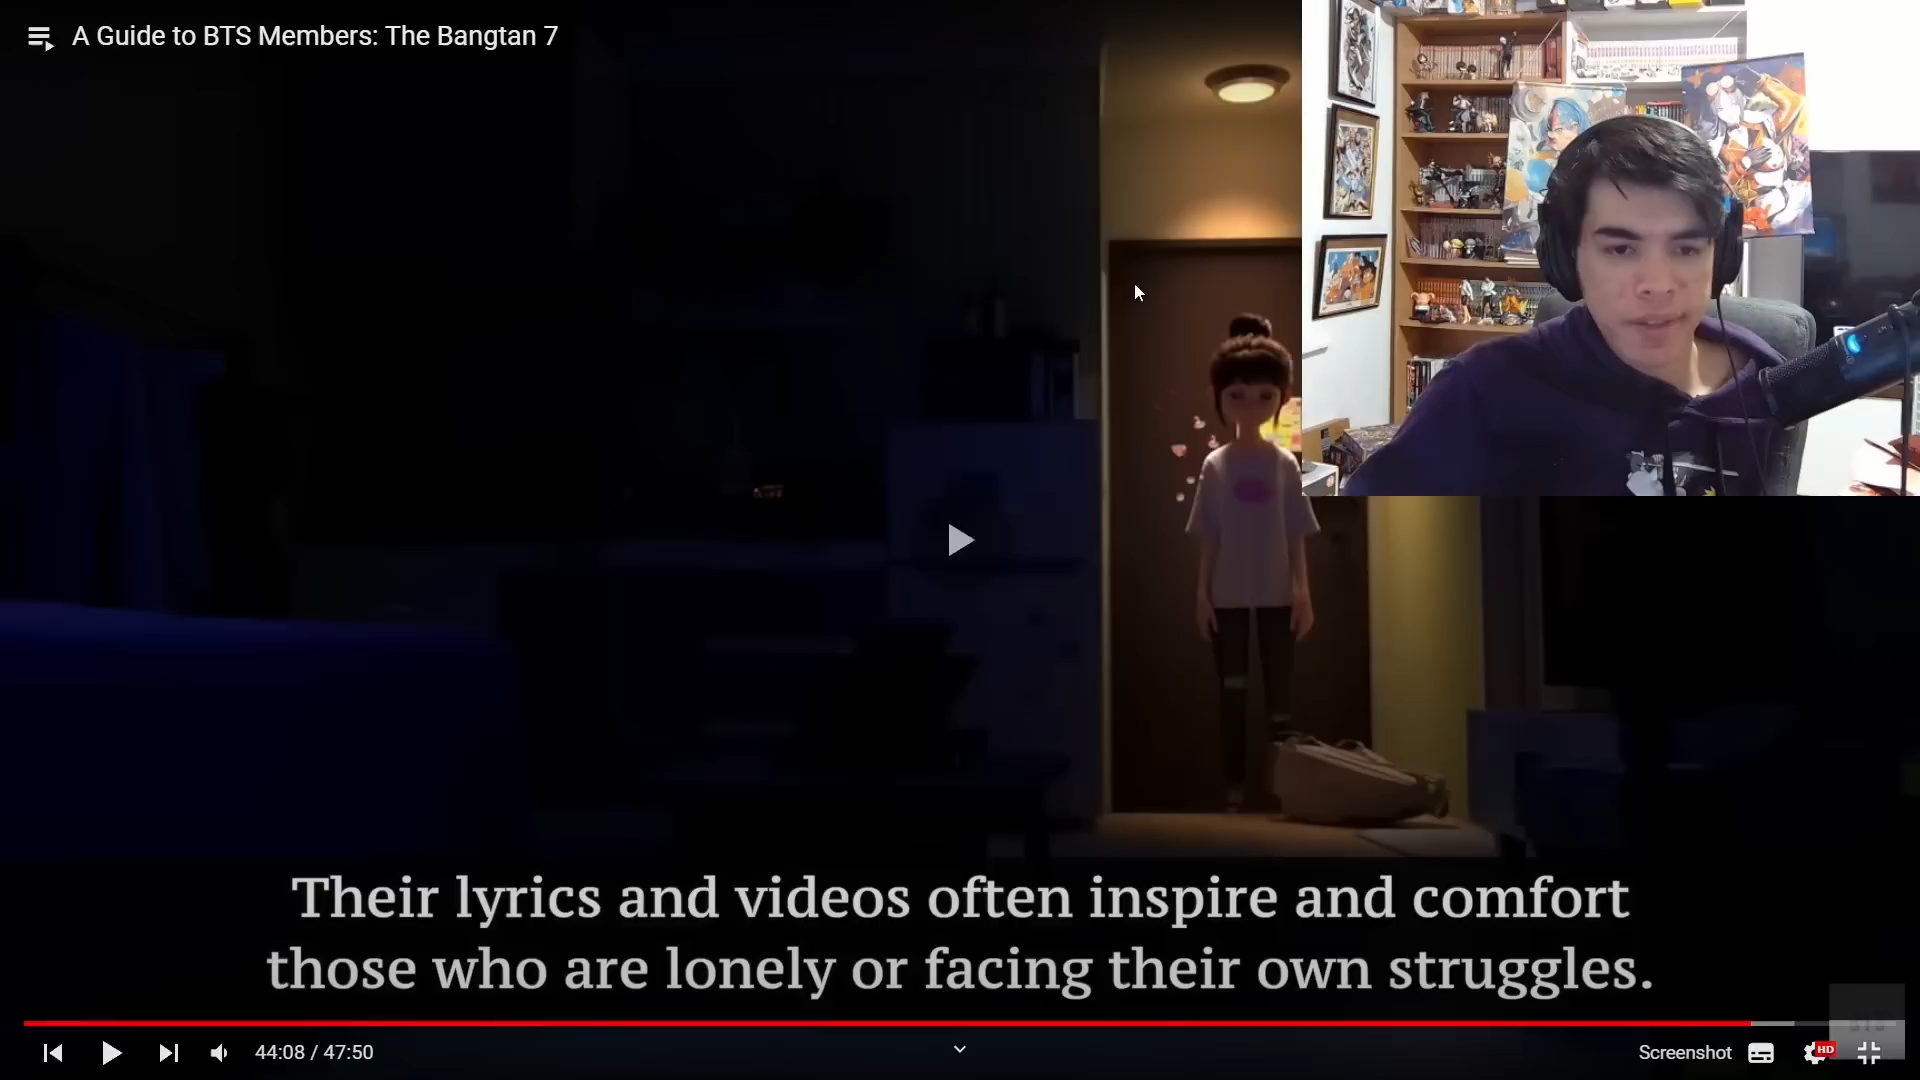 A Guide to BTS Members: The Bangtan 7
Their lyrics and videos often inspire and comfort
those who are lonely or facing their own struggles.
44:08 / 47:50
Screenshot
HD